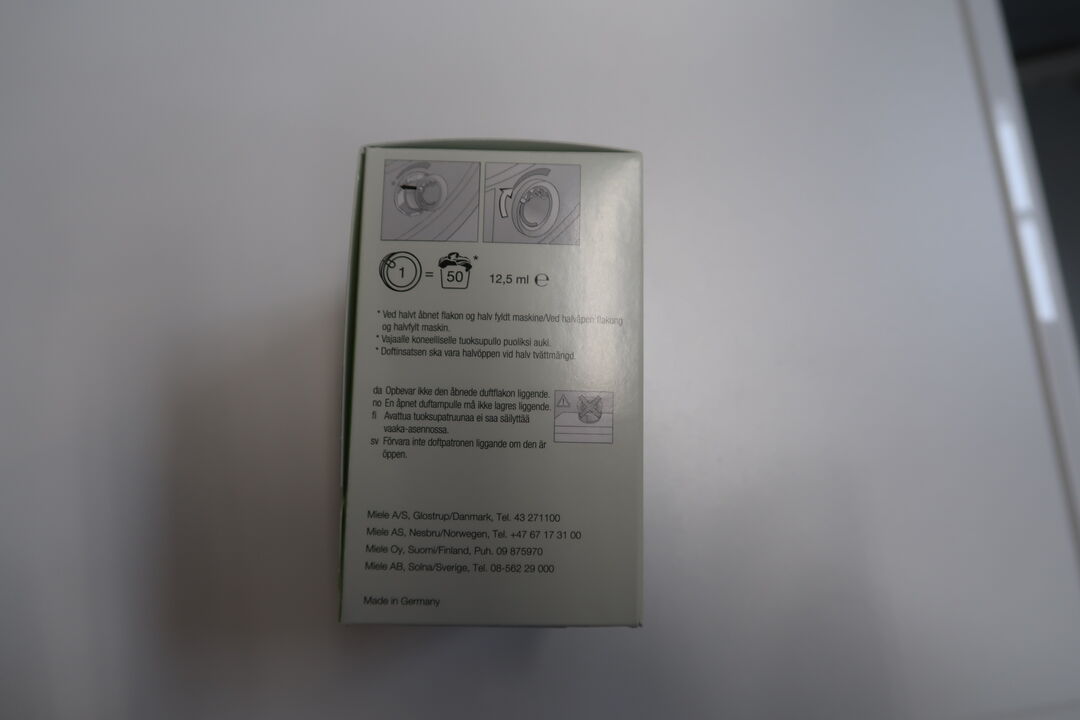 1 = 50 * 12,5 ml ℮
* Ved halvt åbnet flakon og halv fyldt maskine/Ved halvåpen flakong
og halvfylt maskin.
* Vajaalle koneelliselle tuoksupullo puoliksi auki.
* Doftinsatsen ska vara halvöppen vid halv tvättmängd.
da Opbevar ikke den åbnede duftflakon liggende.
no En åpnet duftampulle må ikke lagres liggende.
fi Avattua tuoksupatruunaa ei saa säilyttää
vaaka-asennossa.
sv Förvara inte doftpatronen liggande om den är
öppen.
Miele A/S, Glostrup/Danmark, Tel. 43 271100
Miele AS, Nesbru/Norwegen, Tel. +47 67 17 31 00
Miele Oy, Suomi/Finland, Puh. 09 875970
Miele AB, Solna/Sverige, Tel. 08-562 29 000
Made in Germany